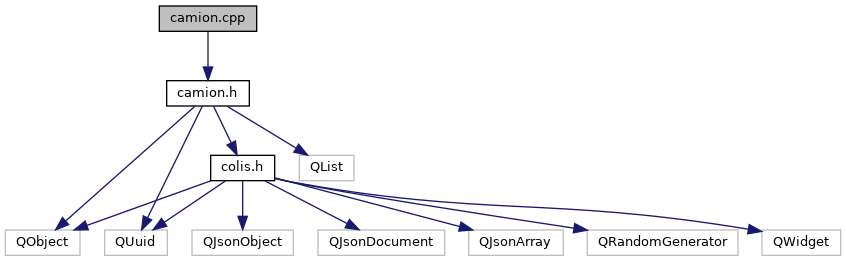 camion.cpp
camion.h
colis.h
QList
QObject
QUuid
QJsonObject
QJsonDocument
QJsonArray
QRandomGenerator
QWidget